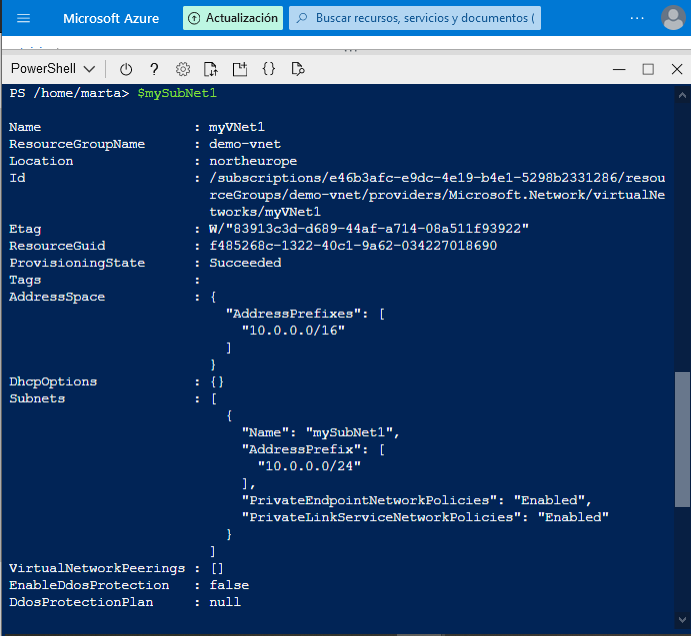 Microsoft Azure
Actualización
Buscar recursos, servicios y documentos (
PowerShell
PS /home/marta> $mySubNet1
Name                   : myVNet1
ResourceGroupName      : demo-vnet
Location               : northeurope
Id                     : /subscriptions/e46b3afc-e9dc-4e19-b4e1-5298b2331286/resou
rceGroups/demo-vnet/providers/Microsoft.Network/virtualNe
tworks/myVNet1
Etag                   : W/"83913c3d-d689-44af-a714-08a511f93922"
ResourceGuid           : f485268c-1322-40c1-9a62-034227018690
ProvisioningState      : Succeeded
Tags                   :
AddressSpace           : {
"AddressPrefixes": [
"10.0.0.0/16"
]
}
DhcpOptions            : {}
Subnets                : [
{
"Name": "mySubNet1",
"AddressPrefix": [
"10.0.0.0/24"
],
"PrivateEndpointNetworkPolicies": "Enabled",
"PrivateLinkServiceNetworkPolicies": "Enabled"
}
]
VirtualNetworkPeerings : []
EnableDdosProtection   : false
DdosProtectionPlan     : null